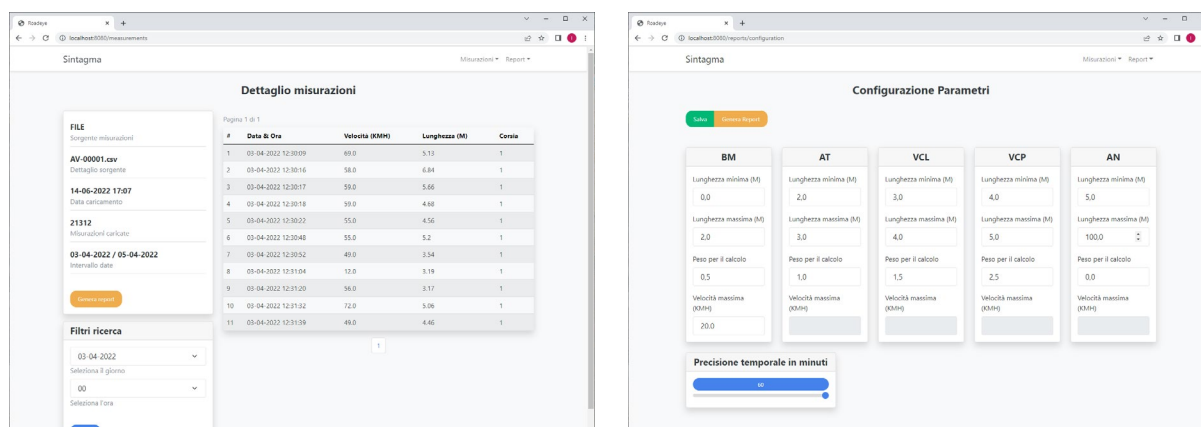 Roadeye
localhost:8080/measurements
Sintagma
Misurazioni
Report
Dettaglio misurazioni
FILE
Sorgente misurazioni
AV-00001.csv
Dettaglio sorgente
14-06-2022 17:07
Data caricamento
21312
Misurazioni caricate
03-04-2022 / 05-04-2022
Intervallo date
Genera report
Filtri ricerca
03-04-2022
Seleziona il giorno
00
Seleziona l'ora
Pagina 1 di 1
# Data & Ora Velocità (KMH) Lunghezza (M) Corsia
1 03-04-2022 12:30:09 69.0 5.13 1
2 03-04-2022 12:30:16 58.0 6.84 1
3 03-04-2022 12:30:17 59.0 5.66 1
4 03-04-2022 12:30:18 59.0 4.68 1
5 03-04-2022 12:30:22 55.0 4.56 1
6 03-04-2022 12:30:48 55.0 5.2 1
7 03-04-2022 12:30:52 49.0 3.54 1
8 03-04-2022 12:31:04 12.0 3.19 1
9 03-04-2022 12:31:20 56.0 3.17 1
10 03-04-2022 12:31:32 72.0 5.06 1
11 03-04-2022 12:31:39 49.0 4.46 1
1
Roadeye
localhost:8080/reports/configuration
Sintagma
Misurazioni
Report
Configurazione Parametri
Salva
Genera Report
BM
Lunghezza minima (M)
0,0
Lunghezza massima (M)
2,0
Peso per il calcolo
0,5
Velocità massima
(KMH)
20.0
AT
Lunghezza minima (M)
2,0
Lunghezza massima (M)
3,0
Peso per il calcolo
1,0
Velocità massima
(KMH)
VCL
Lunghezza minima (M)
3,0
Lunghezza massima (M)
4,0
Peso per il calcolo
1,5
Velocità massima
(KMH)
VCP
Lunghezza minima (M)
4,0
Lunghezza massima (M)
5,0
Peso per il calcolo
2,5
Velocità massima
(KMH)
AN
Lunghezza minima (M)
5,0
Lunghezza massima (M)
100,0
Peso per il calcolo
0,0
Velocità massima
(KMH)
Precisione temporale in minuti
60